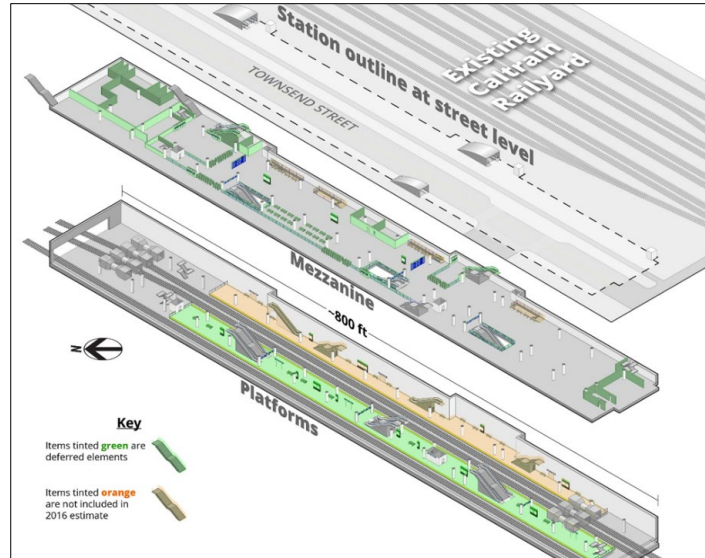 Station outline at street level
Existing
Caltrain
Railyard
TOWNSEND STREET
Mezzanine
~800 ft
Platforms
N
Key
Items tinted green are
deferred elements
Items tinted orange
are not included in
2016 estimate